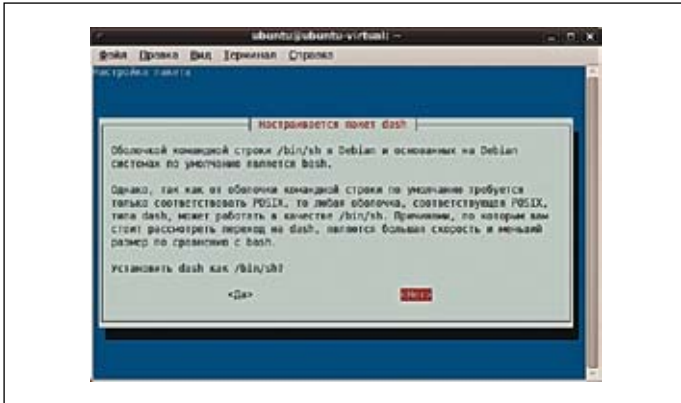 ubuntu@ubuntu-virtual: ~
Файл Правка Вид Терминал Справка
Настройка пакета
Настраивается пакет dash
Оболочкой командной строки /bin/sh в Debian и основанных на Debian
системах по умолчанию является bash.
Однако, так как от оболочки командной строки по умолчанию требуется
только соответствовать POSIX, то любая оболочка, соответствующая POSIX,
типа dash, может работать в качестве /bin/sh. Причинами, по которым вам
стоит рассмотреть переход на dash, является большая скорость и меньший
размер по сравнению с bash.
Установить dash как /bin/sh?
<Да> <Нет>